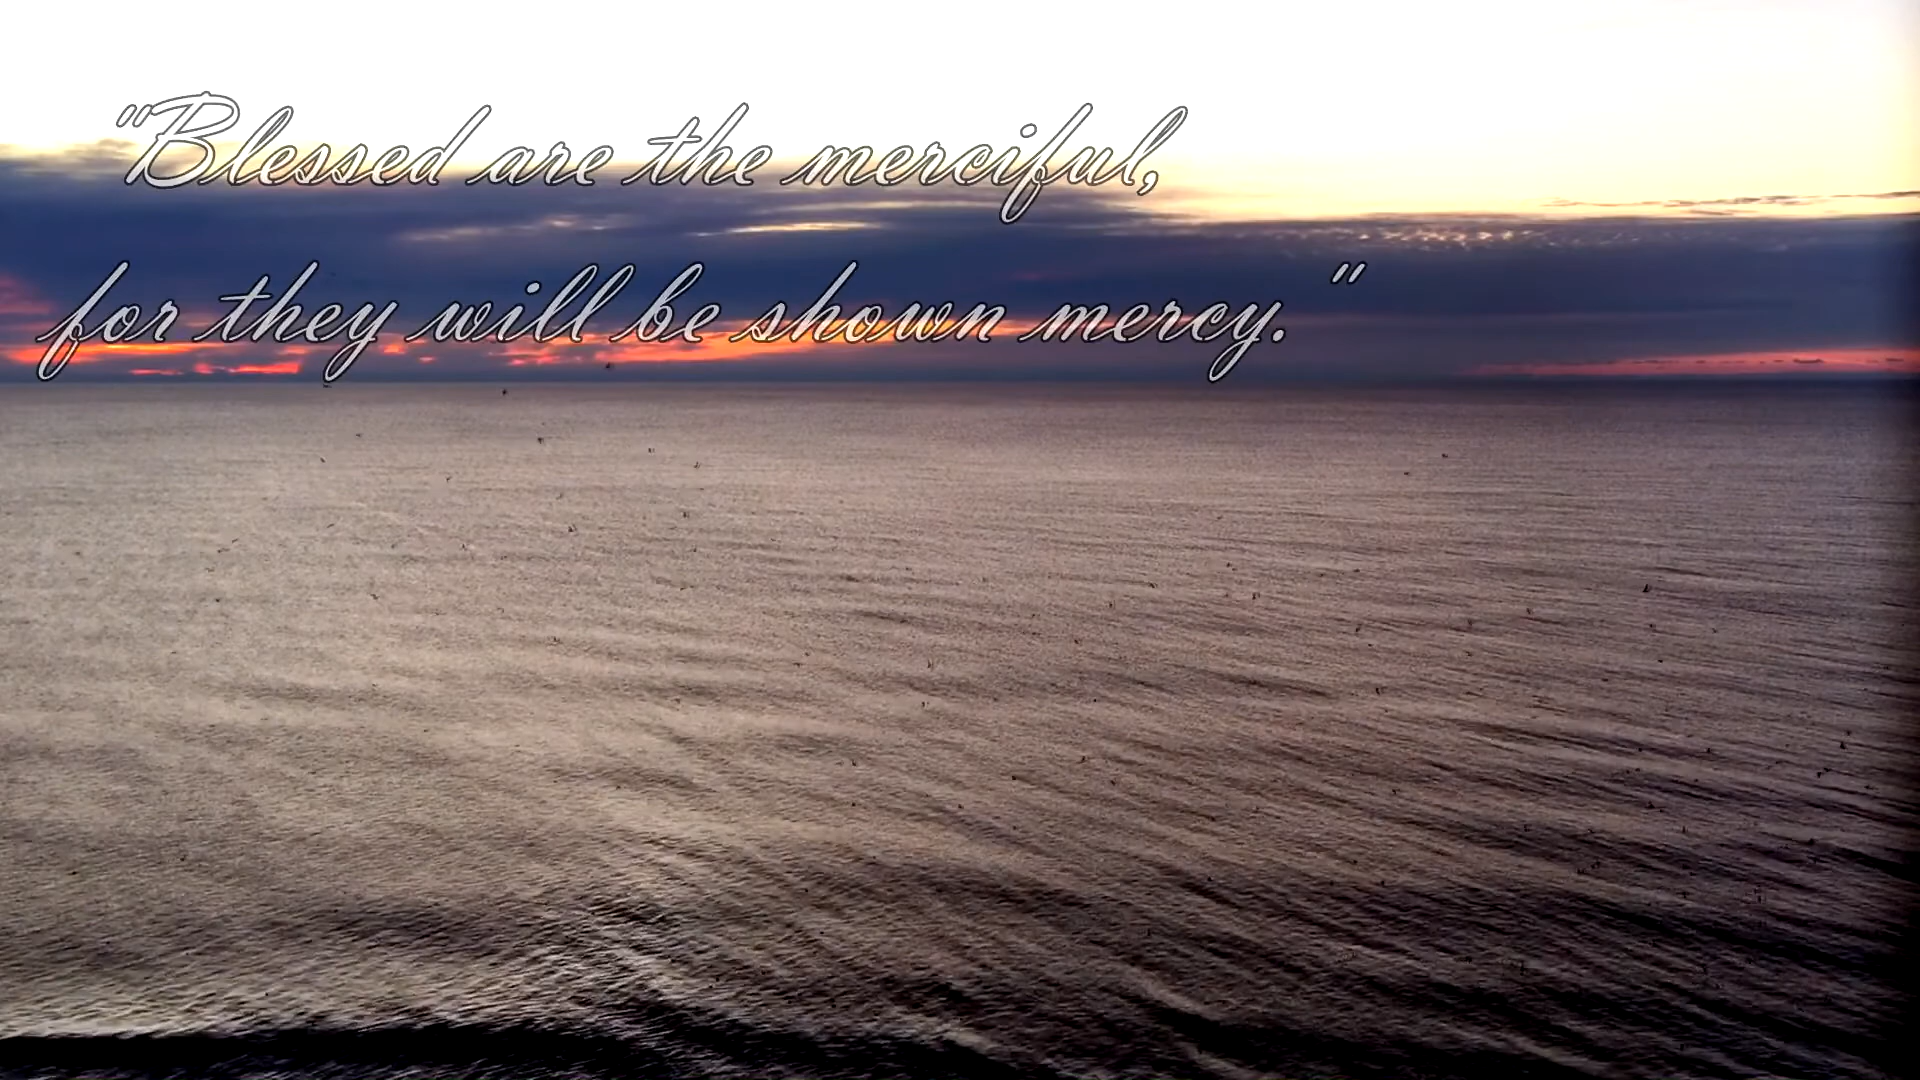 "Blessed are the merciful,
for they will be shown mercy. "